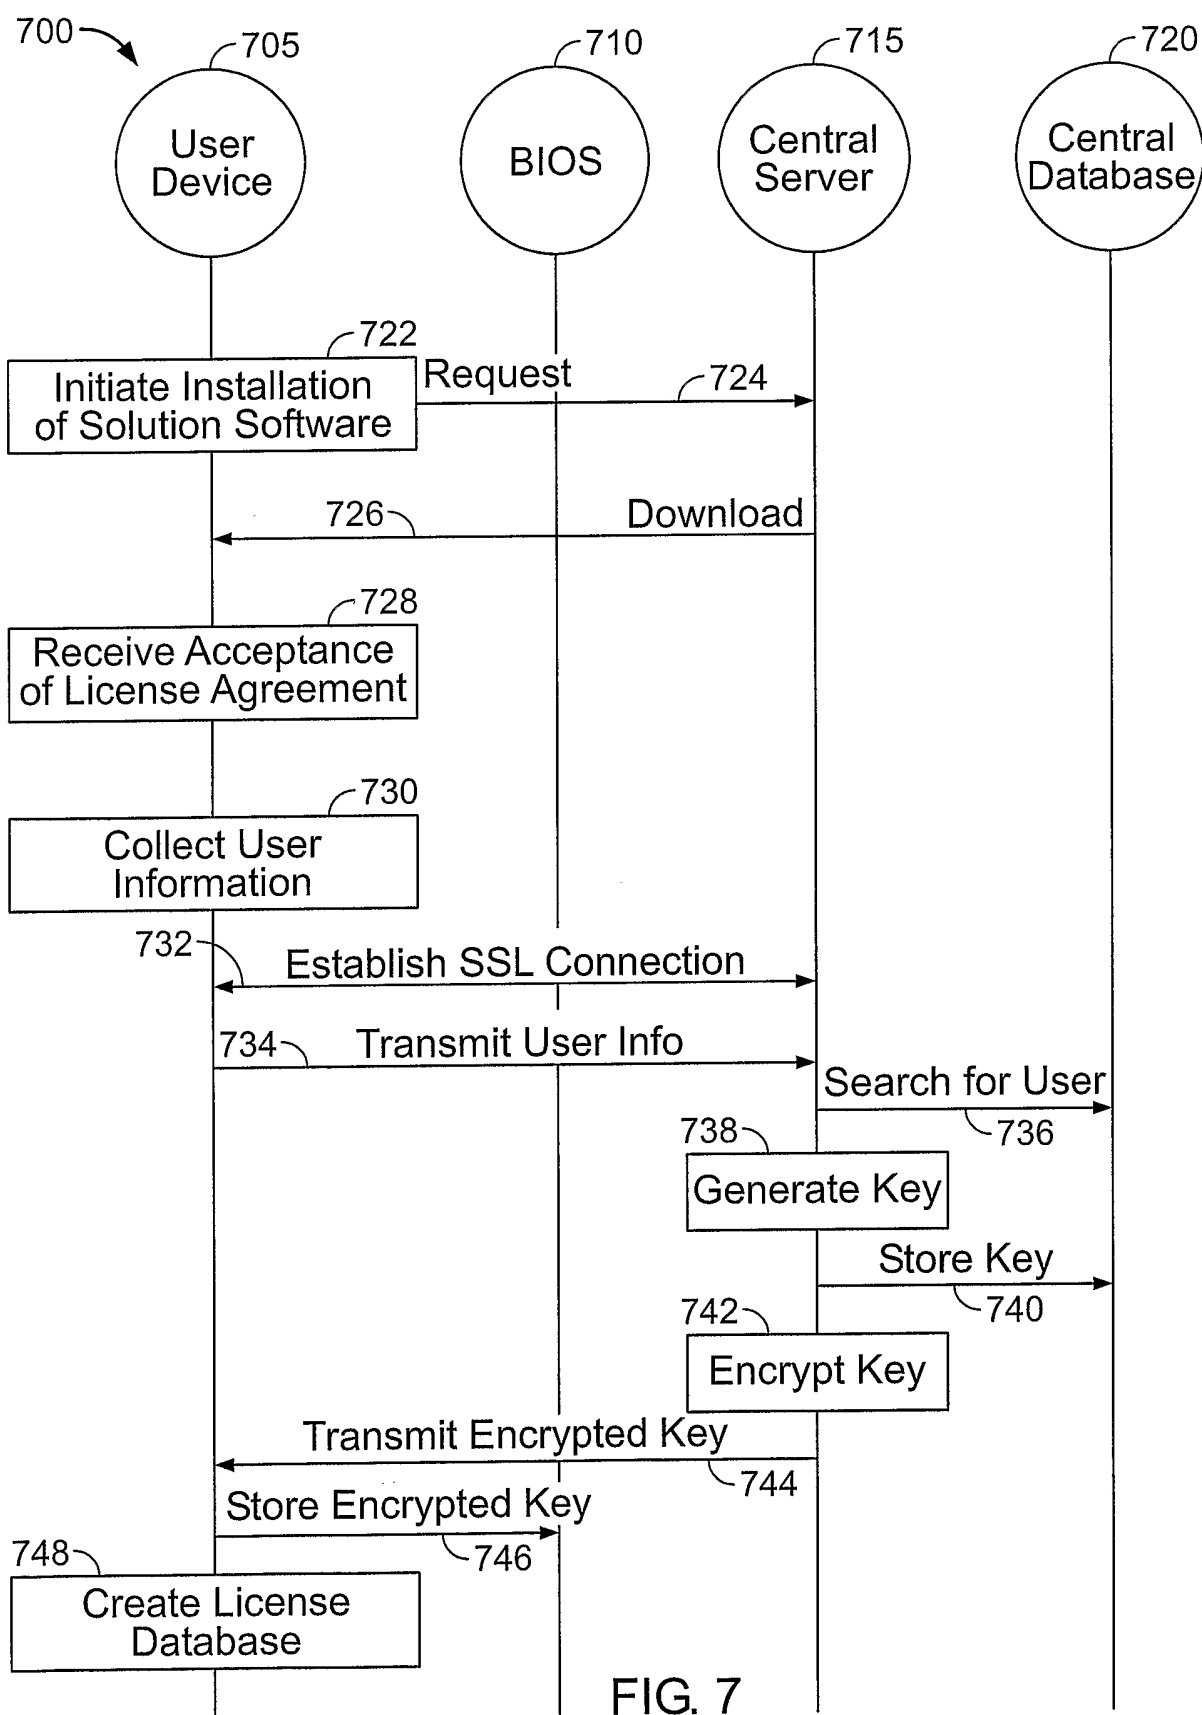 700
705
710
715
720
User
Device
BIOS
Central
Server
Central
Database
722
Initiate Installation
of Solution Software
Request
724
726
Download
728
Receive Acceptance
of License Agreement
730
Collect User
Information
732
Establish SSL Connection
734
Transmit User Info
Search for User
736
738
Generate Key
Store Key
740
742
Encrypt Key
Transmit Encrypted Key
744
Store Encrypted Key
746
748
Create License
Database
FIG. 7